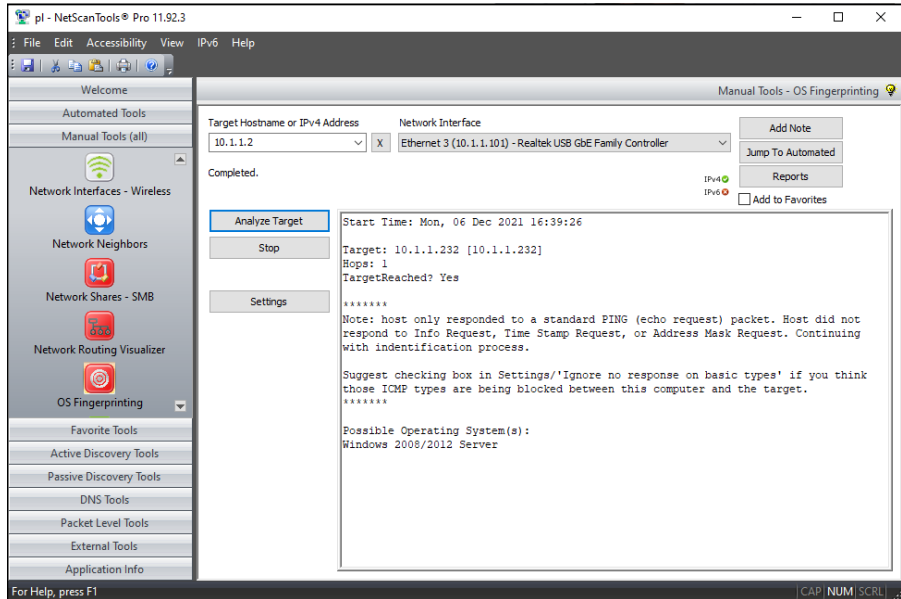 pl - NetScanTools® Pro 11.92.3
File Edit Accessibility View IPv6 Help
Welcome
Automated Tools
Manual Tools (all)
Network Interfaces - Wireless
Network Neighbors
Network Shares - SMB
Network Routing Visualizer
OS Fingerprinting
Favorite Tools
Active Discovery Tools
Passive Discovery Tools
DNS Tools
Packet Level Tools
External Tools
Application Info
Manual Tools - OS Fingerprinting
Target Hostname or IPv4 Address
Network Interface
10.1.1.2
X
Ethernet 3 (10.1.1.101) - Realtek USB GbE Family Controller
Add Note
Jump To Automated
Reports
Add to Favorites
Completed.
IPv4
IPv6
Analyze Target
Stop
Settings
Start Time: Mon, 06 Dec 2021 16:39:26
Target: 10.1.1.232 [10.1.1.232]
Hops: 1
TargetReached? Yes
*******
Note: host only responded to a standard PING (echo request) packet. Host did not
respond to Info Request, Time Stamp Request, or Address Mask Request. Continuing
with indentification process.
Suggest checking box in Settings/'Ignore no response on basic types' if you think
those ICMP types are being blocked between this computer and the target.
*******
Possible Operating System(s):
Windows 2008/2012 Server
For Help, press F1
CAP NUM SCRL